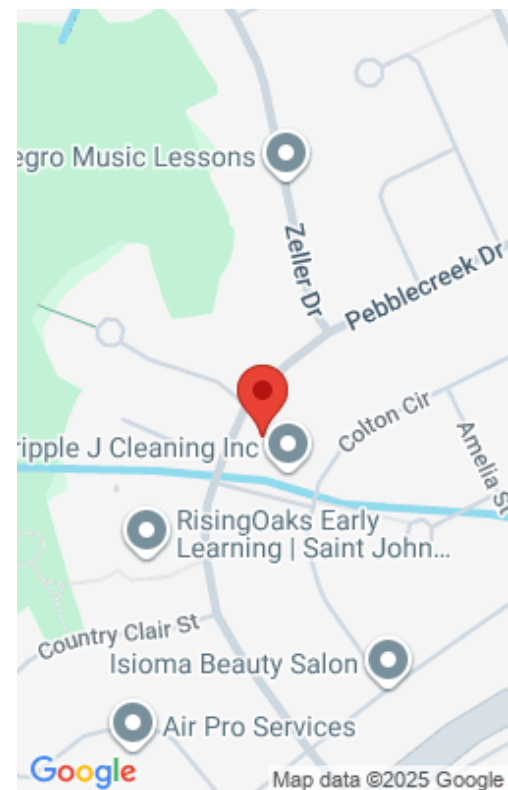 egro Music Lessons
Zeller Dr
Pebblecreek Dr
Colton Cir
Amelia St
ripple J Cleaning Inc
RisingOaks Early
Learning | Saint John...
Country Clair St
Isioma Beauty Salon
Air Pro Services
Google
Map data ©2025 Google